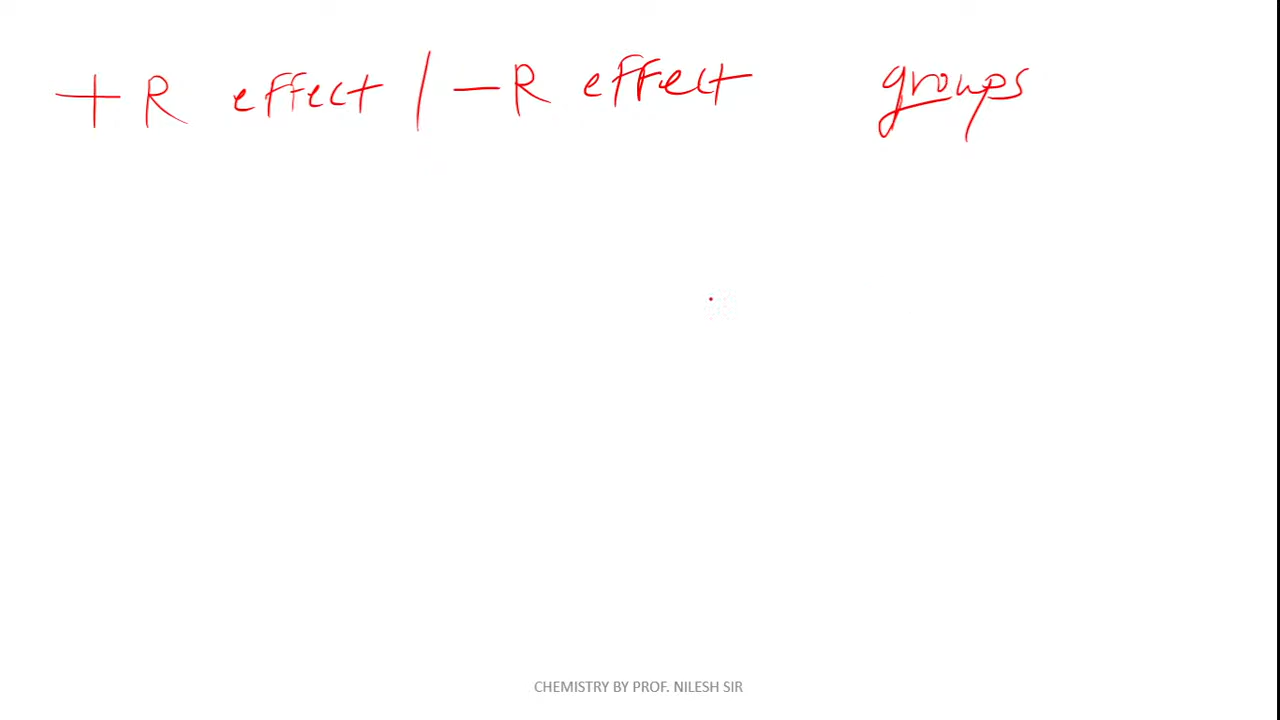 + R effect / - R effect groups
CHEMISTRY BY PROF. NILESH SIR